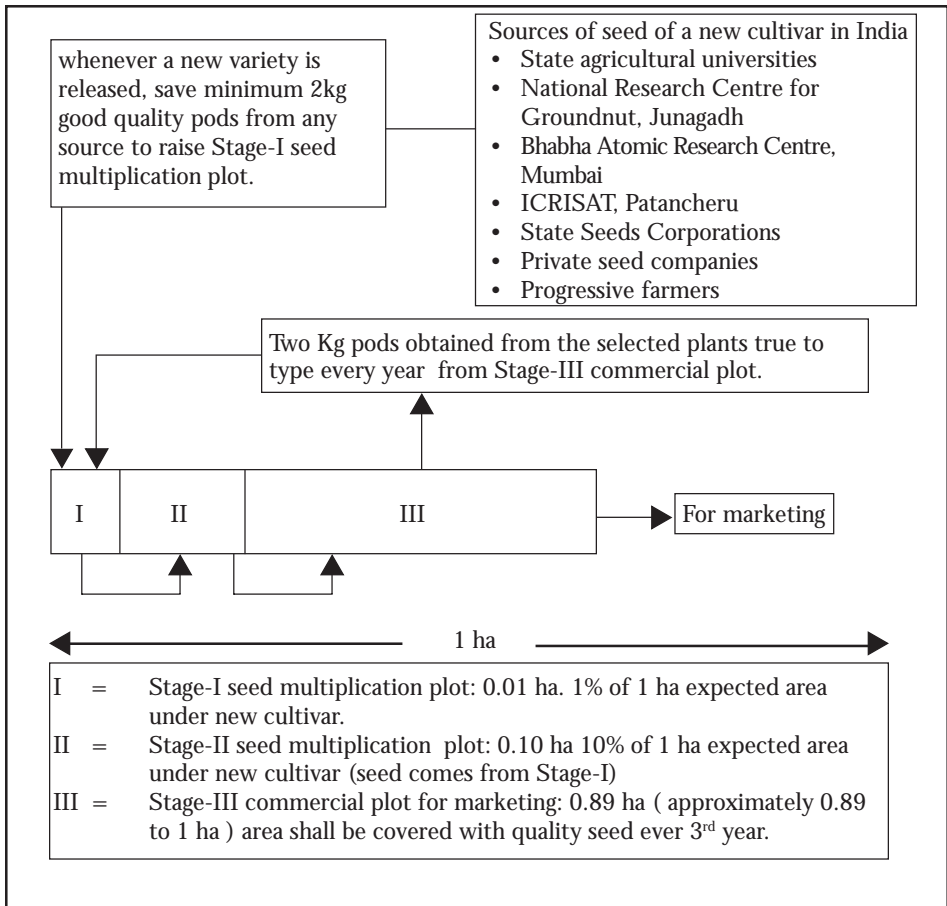 whenever a new variety is
released, save minimum 2kg
good quality pods from any
source to raise Stage-I seed
multiplication plot.
Sources of seed of a new cultivar in India
• State agricultural universities
• National Research Centre for
Groundnut, Junagadh
• Bhabha Atomic Research Centre,
Mumbai
• ICRISAT, Patancheru
• State Seeds Corporations
• Private seed companies
• Progressive farmers
Two Kg pods obtained from the selected plants true to
type every year from Stage-III commercial plot.
I II III For marketing
1 ha
I = Stage-I seed multiplication plot: 0.01 ha. 1% of 1 ha expected area
under new cultivar.
II = Stage-II seed multiplication plot: 0.10 ha 10% of 1 ha expected area
under new cultivar (seed comes from Stage-I)
III = Stage-III commercial plot for marketing: 0.89 ha ( approximately 0.89
to 1 ha ) area shall be covered with quality seed ever 3rd year.